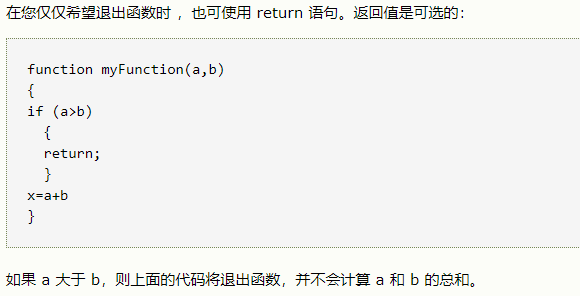 在您仅仅希望退出函数时 ，也可使用 return 语句。返回值是可选的：
function myFunction(a,b)
{
if (a>b)
  {
  return;
  }
x=a+b
}
如果 a 大于 b，则上面的代码将退出函数，并不会计算 a 和 b 的总和。